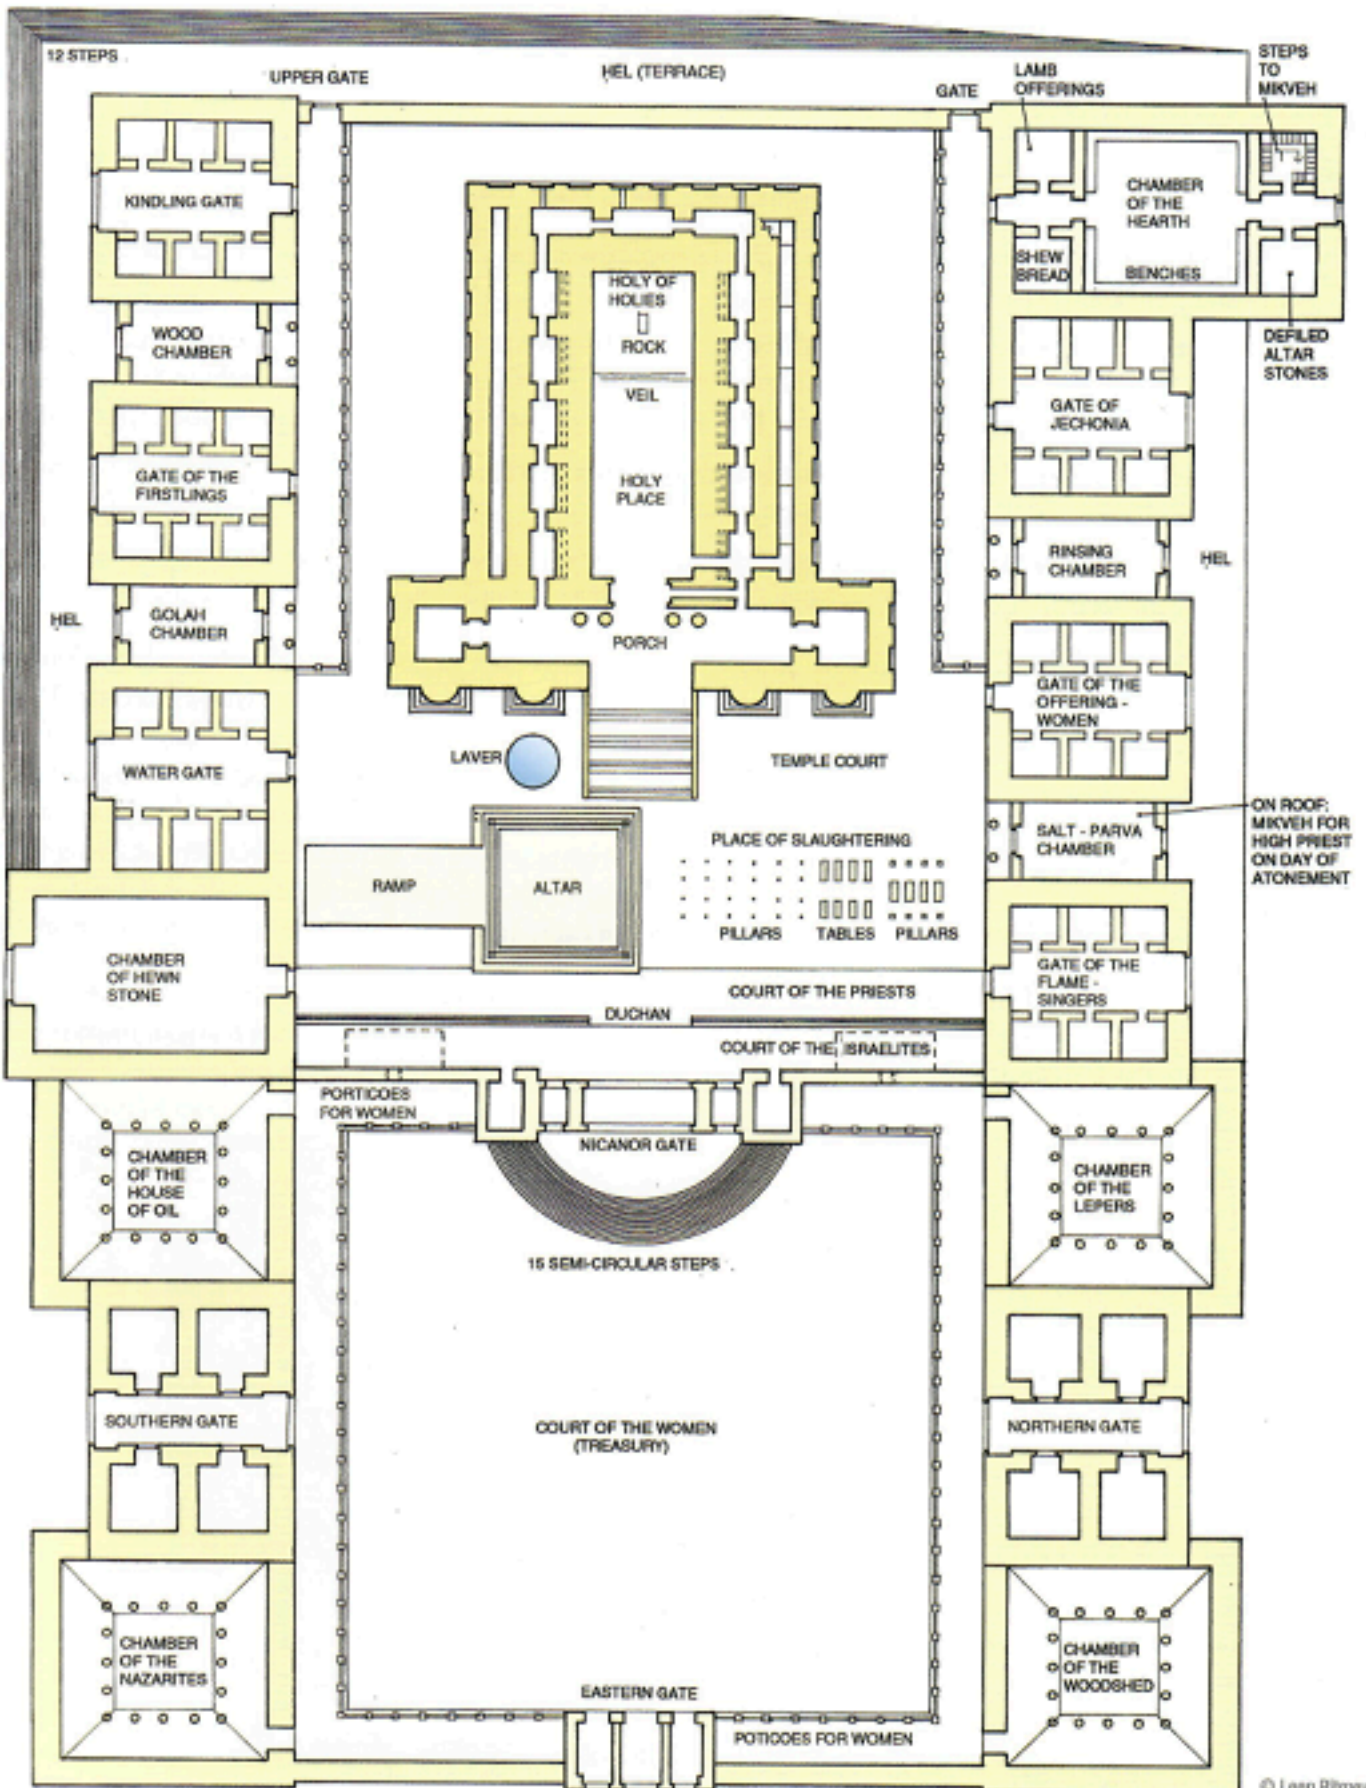 12 STEPS
UPPER GATE
HEL (TERRACE)
GATE
LAMB
OFFERINGS
STEPS
TO
MIKVEH
KINDLING GATE
CHAMBER
OF THE
HEARTH
SHEW
BREAD
BENCHES
HOLY OF
HOLIES
ROCK
VEIL
HOLY
PLACE
WOOD
CHAMBER
DEFILED
ALTAR
STONES
GATE OF
JECHONIA
GATE OF THE
FIRSTLINGS
RINSING
CHAMBER
HEL
HEL
GOLAH
CHAMBER
PORCH
GATE OF THE
OFFERING -
WOMEN
WATER GATE
LAVER
TEMPLE COURT
ON ROOF:
MIKVEH FOR
HIGH PRIEST
ON DAY OF
ATONEMENT
SALT - PARVA
CHAMBER
PLACE OF SLAUGHTERING
RAMP
ALTAR
PILLARS
TABLES
PILLARS
CHAMBER
OF HEWN
STONE
GATE OF THE
FLAME -
SINGERS
COURT OF THE PRIESTS
DUCHAN
COURT OF THE ISRAELITES
PORTICOES
FOR WOMEN
NICANOR GATE
CHAMBER
OF THE
HOUSE
OF OIL
CHAMBER
OF THE
LEPERS
15 SEMI-CIRCULAR STEPS
SOUTHERN GATE
COURT OF THE WOMEN
(TREASURY)
NORTHERN GATE
CHAMBER
OF THE
NAZARITES
CHAMBER
OF THE
WOODSHED
EASTERN GATE
POTICOES FOR WOMEN
©